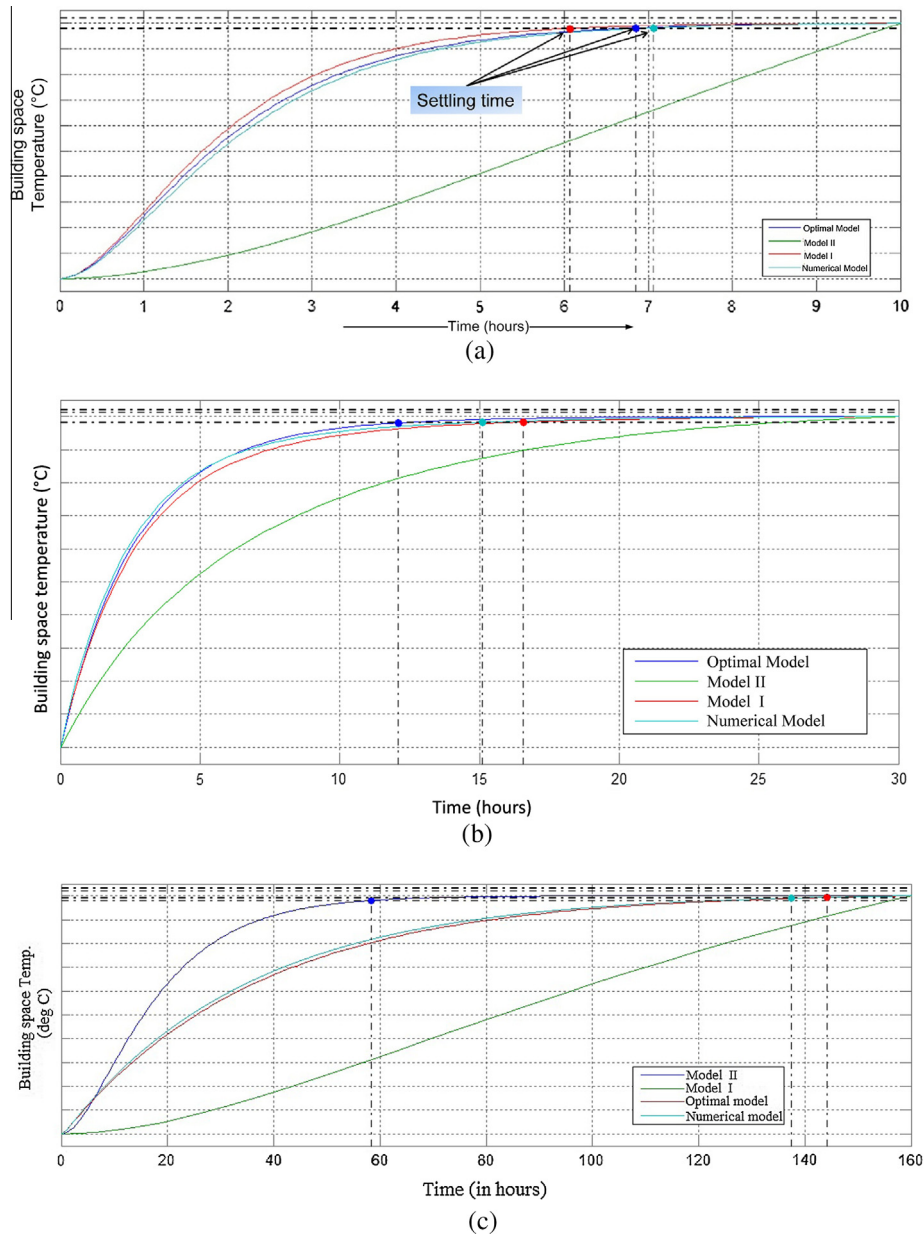 Building space
Temperature (°C)
Settling time
Optimal Model
Model II
Model I
Numerical Model
0 1 2 3 4 5 6 7 8 9 10
Time (hours)
(a)
Building space temperature (°C)
Optimal Model
Model II
Model I
Numerical Model
0 5 10 15 20 25 30
Time (hours)
(b)
Building space Temp.
(deg C)
Model II
Model I
Optimal model
Numerical model
0 20 40 60 80 100 120 140 160
Time (in hours)
(c)